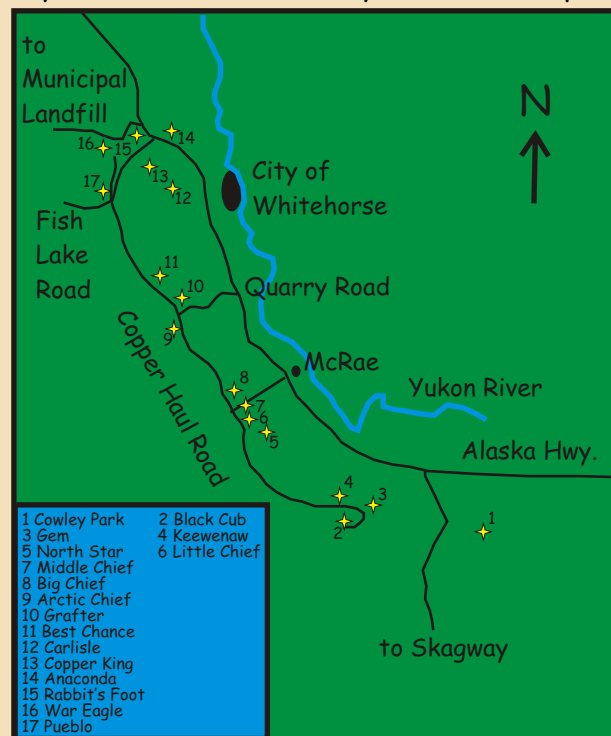 to
Municipal
Landfill
N
16
15
14
13
12
17
City of
Whitehorse
Fish
Lake
Road
11
10
Quarry Road
9
Copper Haul Road
McRae
8
7
6
5
Yukon River
Alaska Hwy.
4
3
2
1
to Skagway
1 Cowley Park 2 Black Cub
3 Gem 4 Keewenaw
5 North Star 6 Little Chief
7 Middle Chief
8 Big Chief
9 Arctic Chief
10 Grafter
11 Best Chance
12 Carlisle
13 Copper King
14 Anaconda
15 Rabbit's Foot
16 War Eagle
17 Pueblo